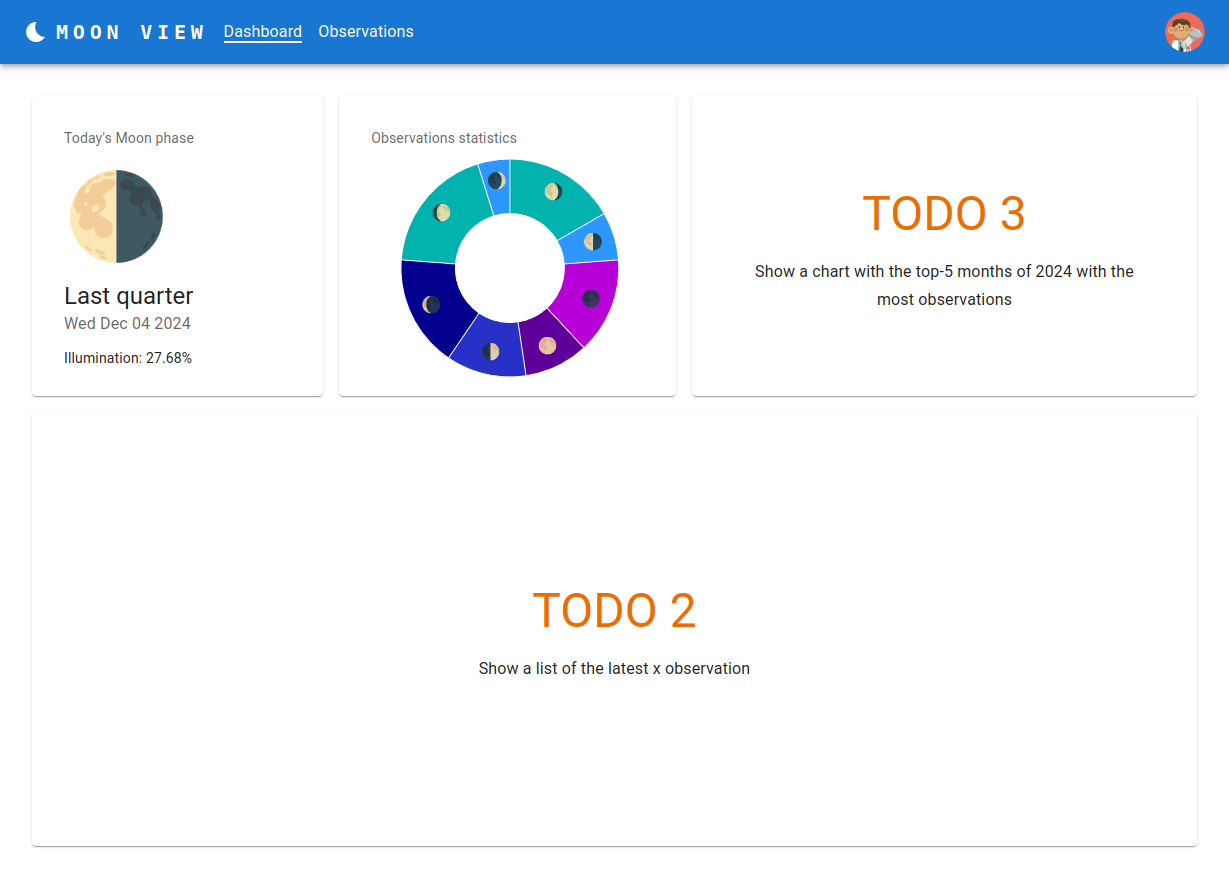 MOON VIEW Dashboard Observations
Today's Moon phase
Last quarter
Wed Dec 04 2024
Illumination: 27.68%
Observations statistics
TODO 3
Show a chart with the top-5 months of 2024 with the
most observations
TODO 2
Show a list of the latest x observation